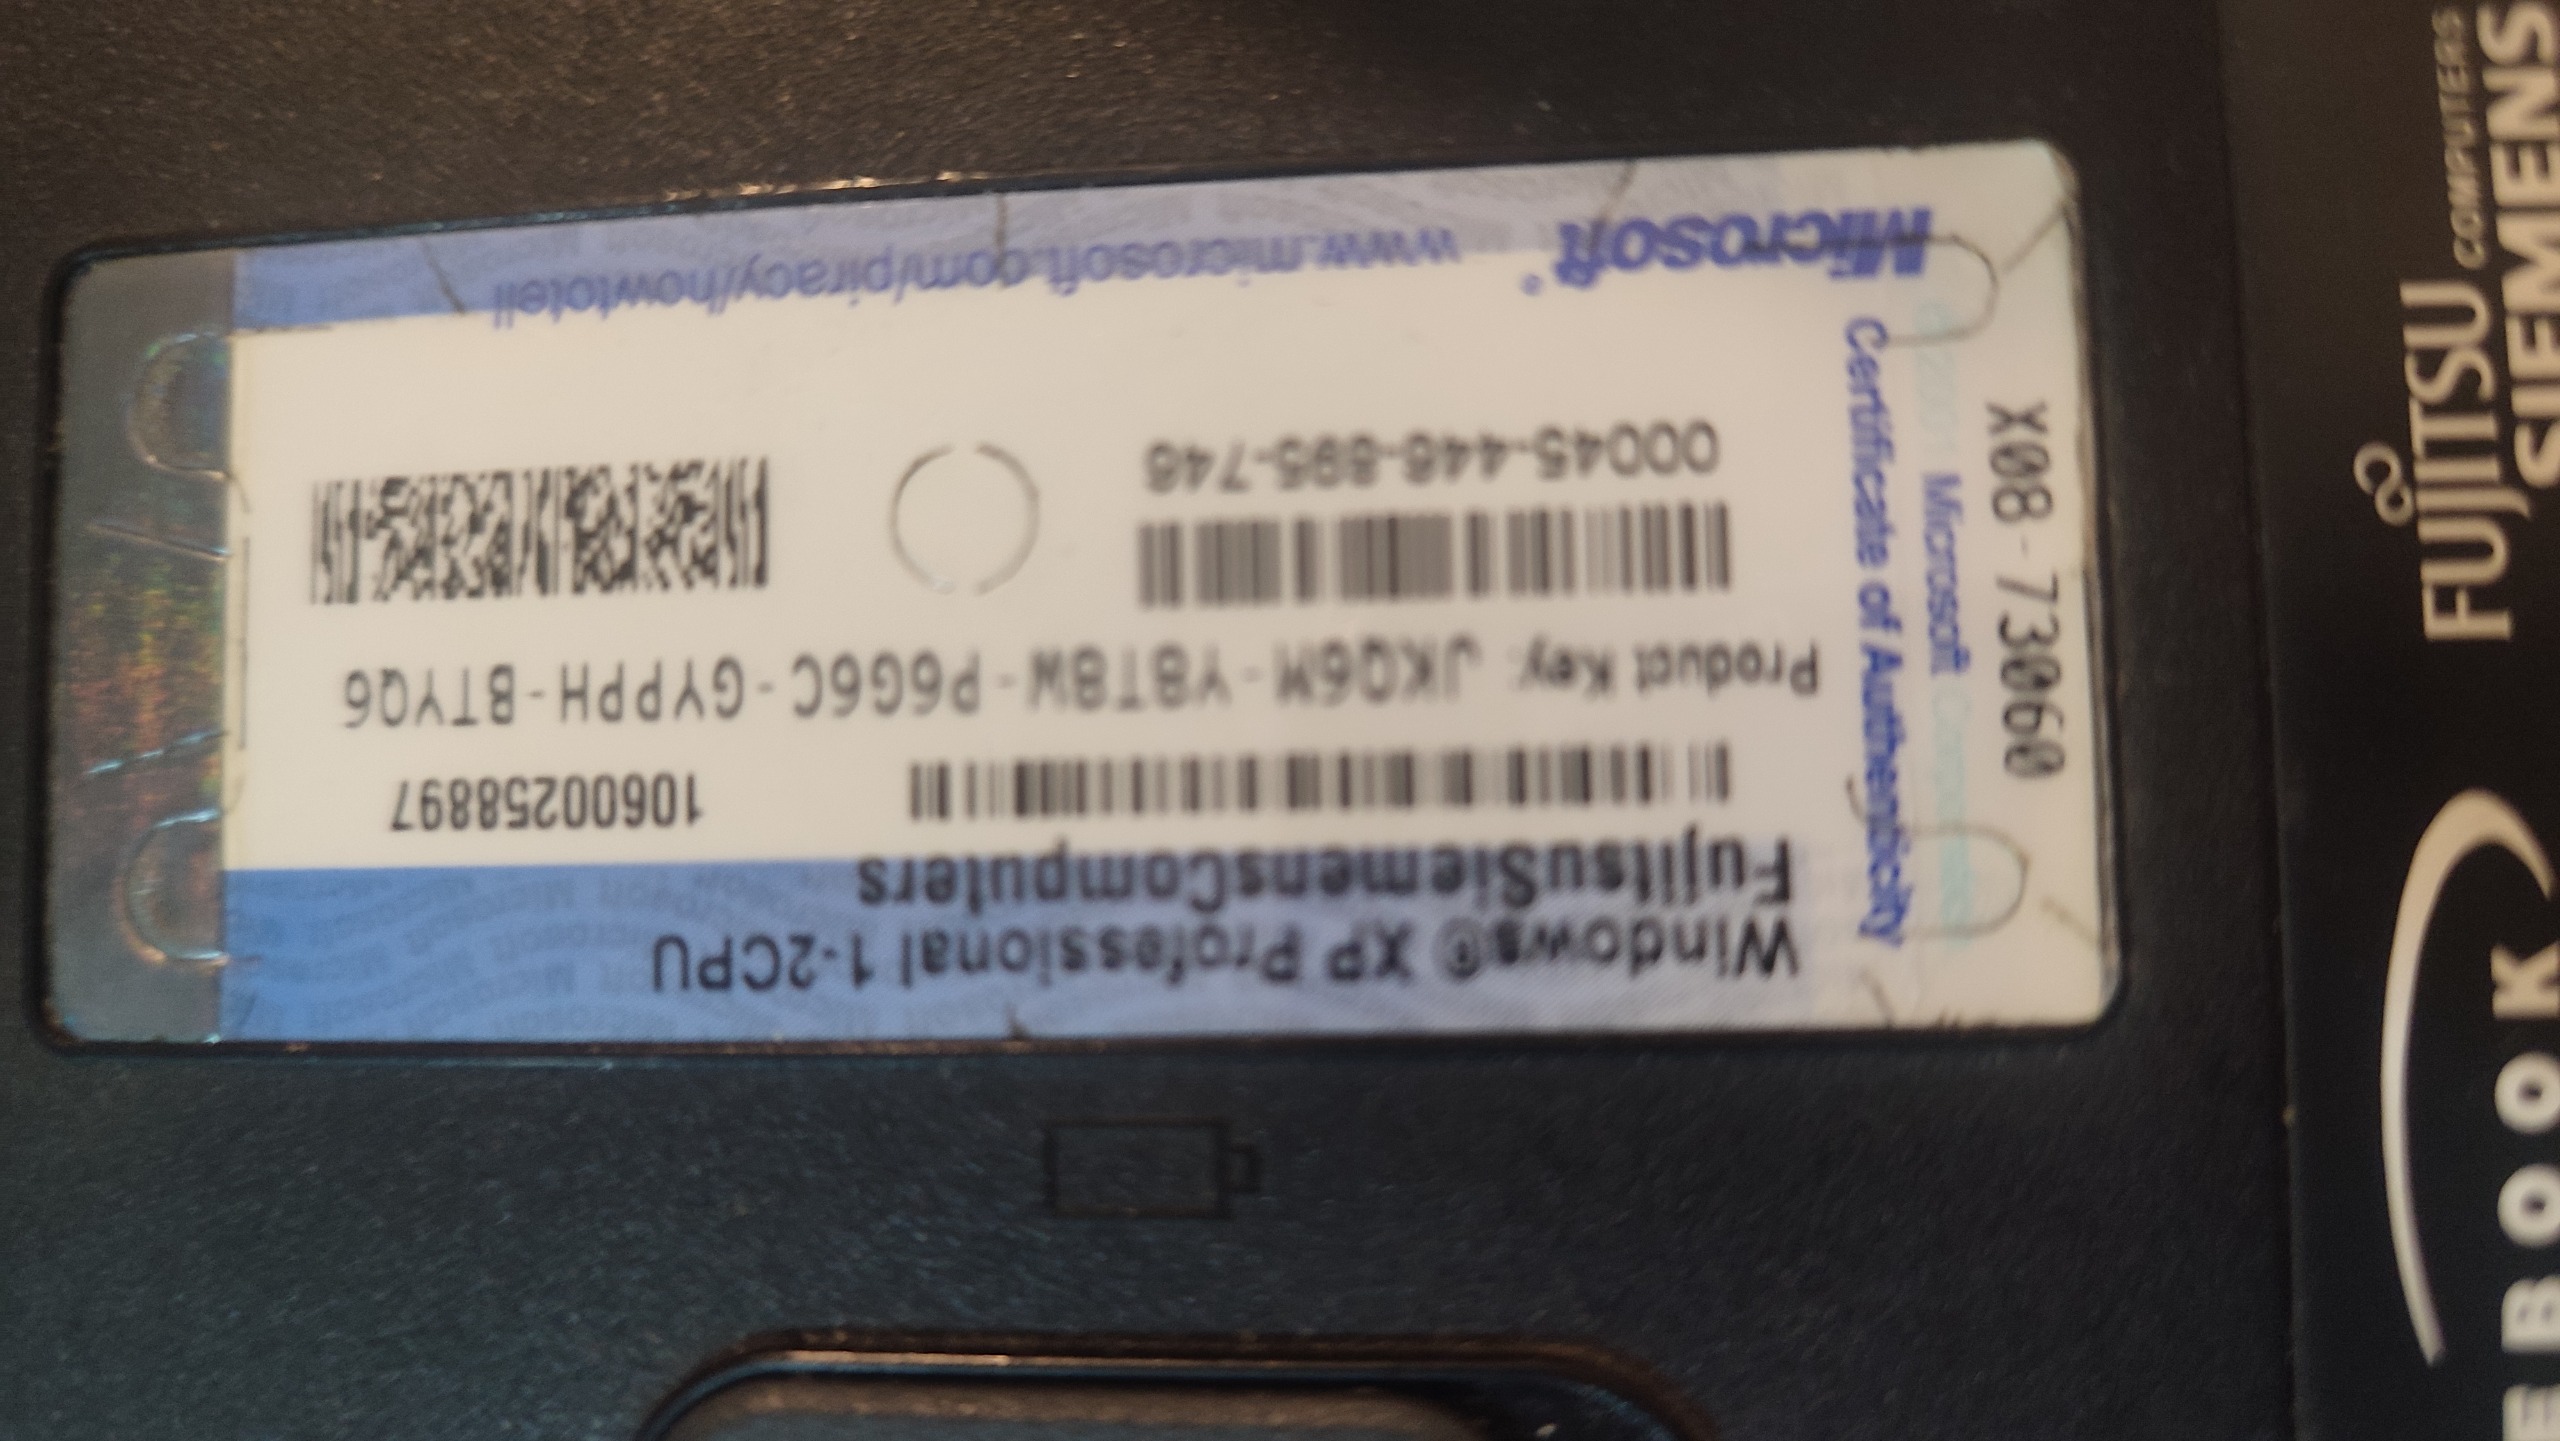 Windows® XP Professional 1-2CPU
FujitsuSiemensComputers
10600258897
Product Key: JKQ6M-Y8T8W-P6G6C-GYPPH-BTYQ6
00045-446-895-746
Microsoft®
www.microsoft.com/piracy/howtotell
Certificate of Authenticity
Microsoft
X08-73060
FUJITSU COMPUTERS
SIEMENS
EBOOK